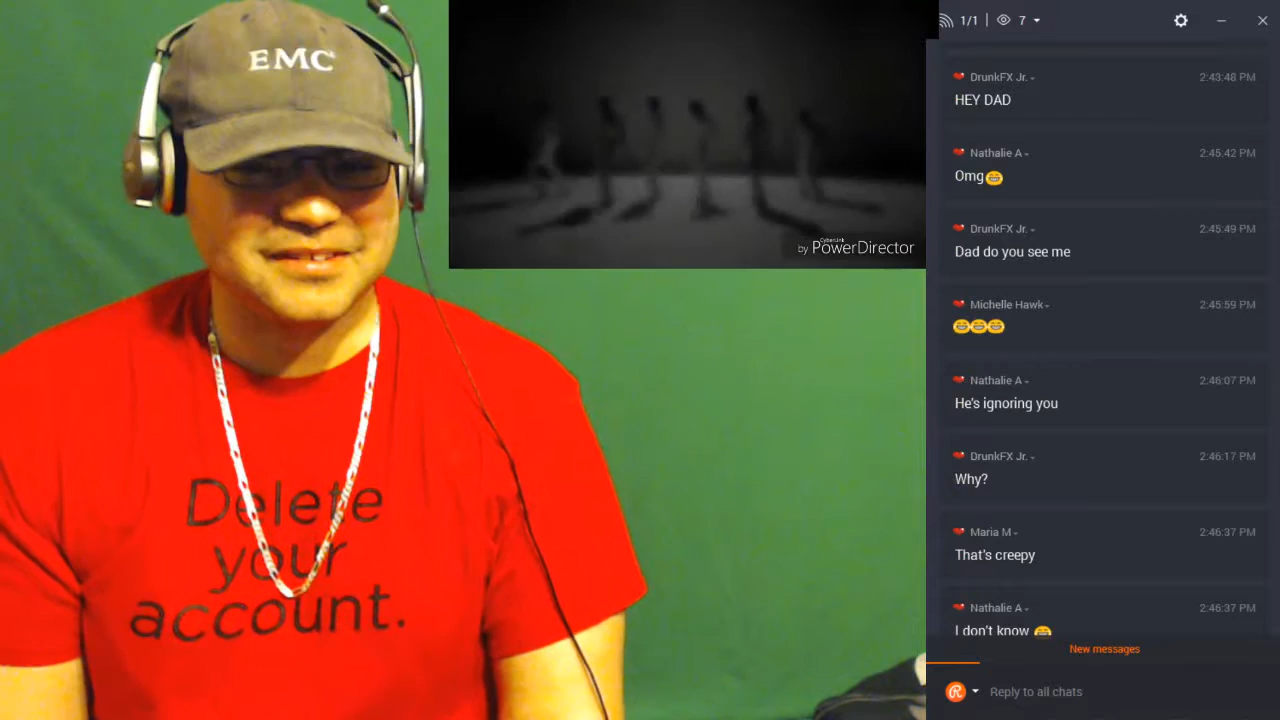 EMC
Delete
your
account.
CyberLink
by PowerDirector
1/1 7
DrunkFX Jr. 2:43:48 PM
HEY DAD
Nathalie A 2:45:42 PM
Omg😂
DrunkFX Jr. 2:45:49 PM
Dad do you see me
Michelle Hawk 2:45:59 PM
😂😂😂
Nathalie A 2:46:07 PM
He's ignoring you
DrunkFX Jr. 2:46:17 PM
Why?
Maria M 2:46:37 PM
That's creepy
Nathalie A 2:46:37 PM
I don't know 😂
New messages
Reply to all chats